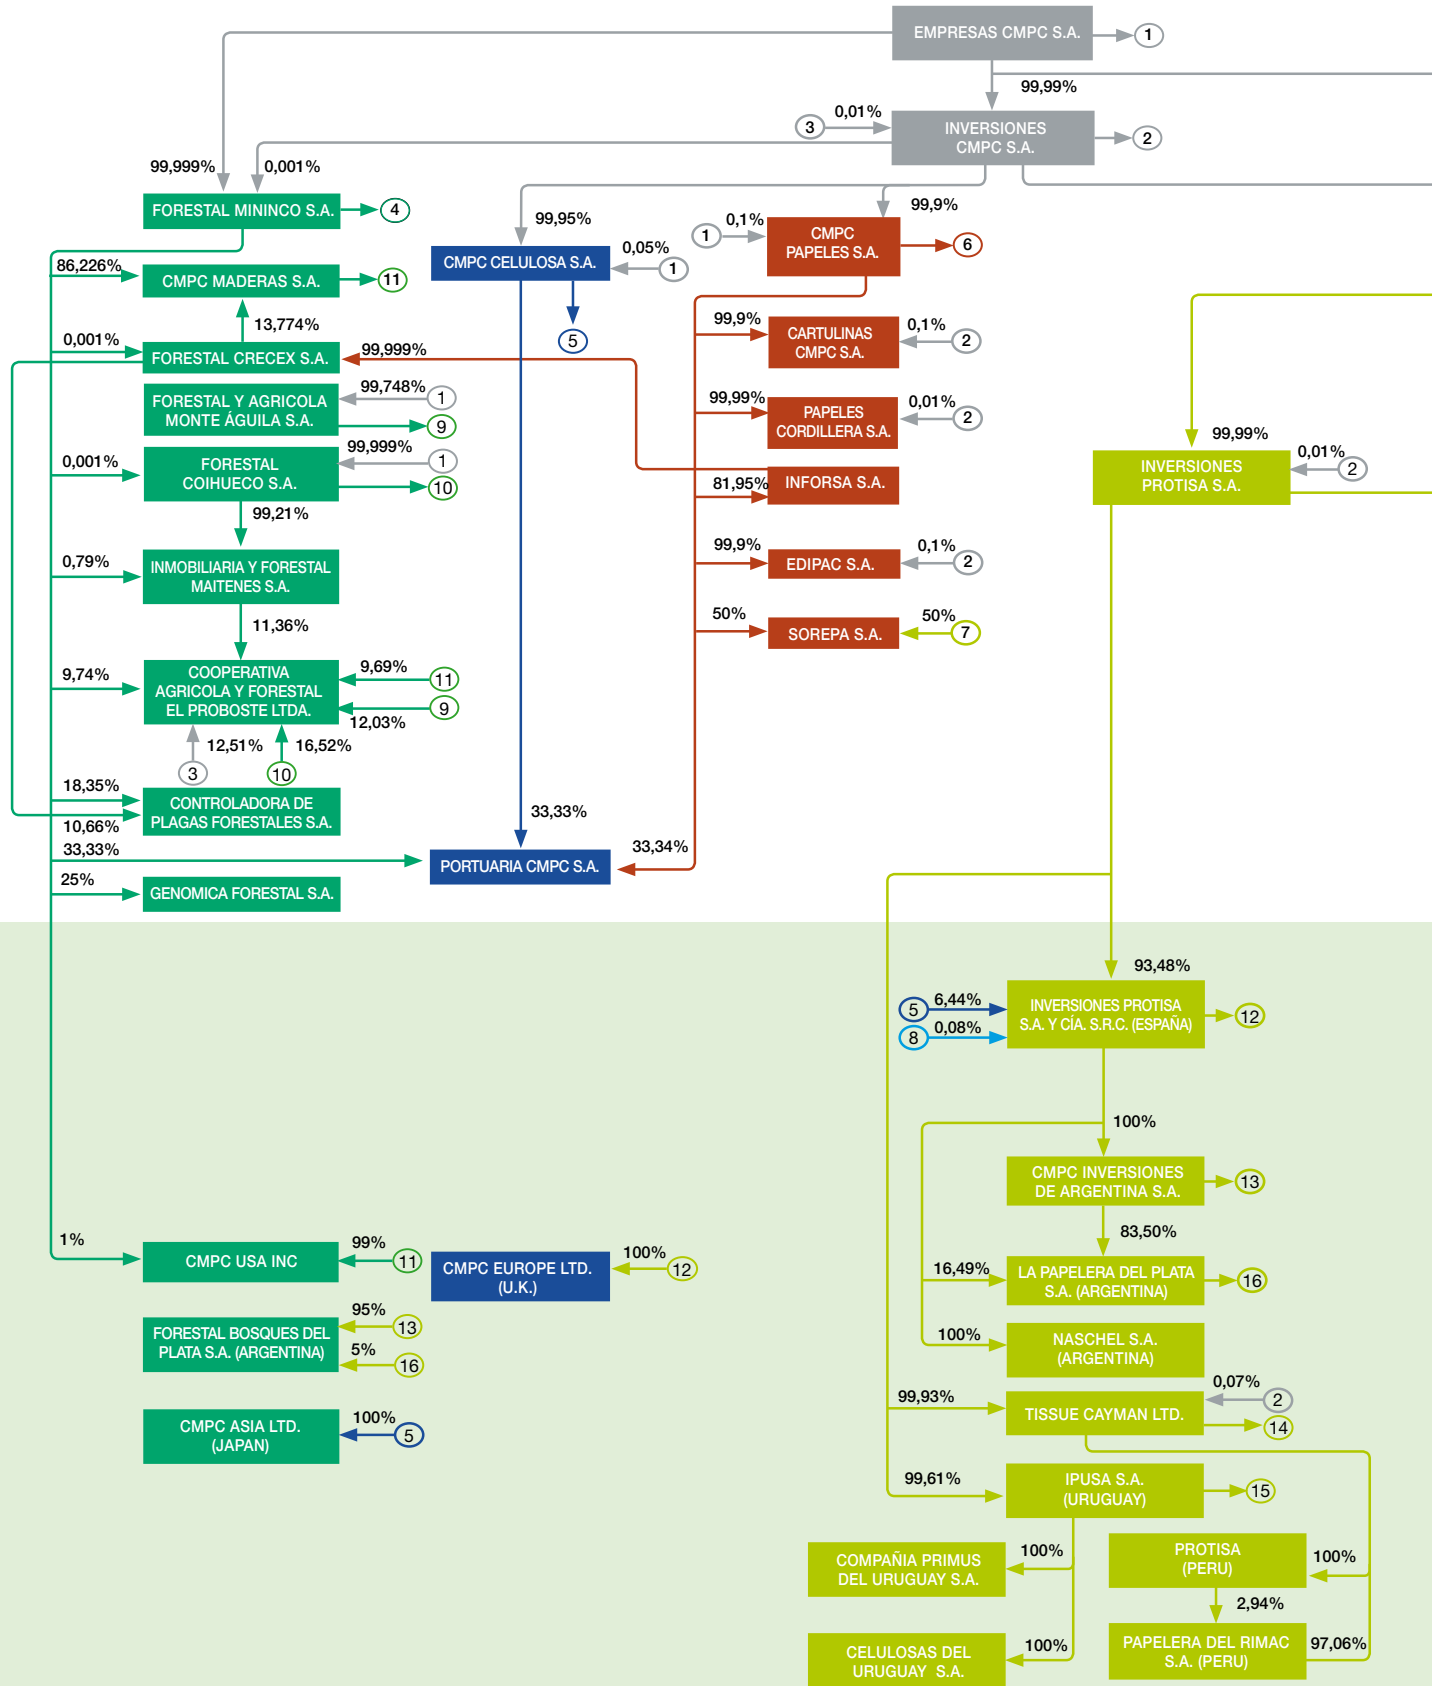 EMPRESAS CMPC S.A.
1
99,99%
3
0,01%
INVERSIONES
CMPC S.A.
2
99,999%
0,001%
FORESTAL MININCO S.A.
4
99,95%
99,9%
1
0,1%
CMPC
PAPELES S.A.
6
86,226%
CMPC MADERAS S.A.
11
CMPC CELULOSA S.A.
0,05%
1
5
13,774%
0,001%
FORESTAL CRECEX S.A.
99,999%
99,9%
CARTULINAS
CMPC S.A.
0,1%
2
FORESTAL Y AGRICOLA
MONTE ÁGUILA S.A.
99,748%
1
9
99,99%
PAPELES
CORDILLERA S.A.
0,01%
2
99,99%
INVERSIONES
PROTISA S.A.
0,01%
2
0,001%
FORESTAL
COIHUECO S.A.
99,999%
1
10
81,95%
INFORSA S.A.
99,21%
0,79%
INMOBILIARIA Y FORESTAL
MAITENES S.A.
99,9%
EDIPAC S.A.
0,1%
2
11,36%
50%
SOREPA S.A.
50%
7
9,74%
COOPERATIVA
AGRICOLA Y FORESTAL
EL PROBOSTE LTDA.
9,69%
11
9
12,03%
12,51%
16,52%
3
10
18,35%
CONTROLADORA DE
PLAGAS FORESTALES S.A.
10,66%
33,33%
33,33%
PORTUARIA CMPC S.A.
33,34%
25%
GENOMICA FORESTAL S.A.
93,48%
5
6,44%
8
0,08%
INVERSIONES PROTISA
S.A. Y CÍA. S.R.C. (ESPAÑA)
12
100%
CMPC INVERSIONES
DE ARGENTINA S.A.
13
83,50%
1%
CMPC USA INC
99%
11
CMPC EUROPE LTD.
(U.K.)
100%
12
16,49%
LA PAPELERA DEL PLATA
S.A. (ARGENTINA)
16
FORESTAL BOSQUES DEL
PLATA S.A. (ARGENTINA)
95%
13
5%
16
100%
NASCHEL S.A.
(ARGENTINA)
99,93%
TISSUE CAYMAN LTD.
0,07%
2
14
CMPC ASIA LTD.
(JAPAN)
100%
5
99,61%
IPUSA S.A.
(URUGUAY)
15
COMPAÑIA PRIMUS
DEL URUGUAY S.A.
100%
PROTISA
(PERU)
100%
2,94%
CELULOSAS DEL
URUGUAY S.A.
100%
PAPELERA DEL RIMAC
S.A. (PERU)
97,06%